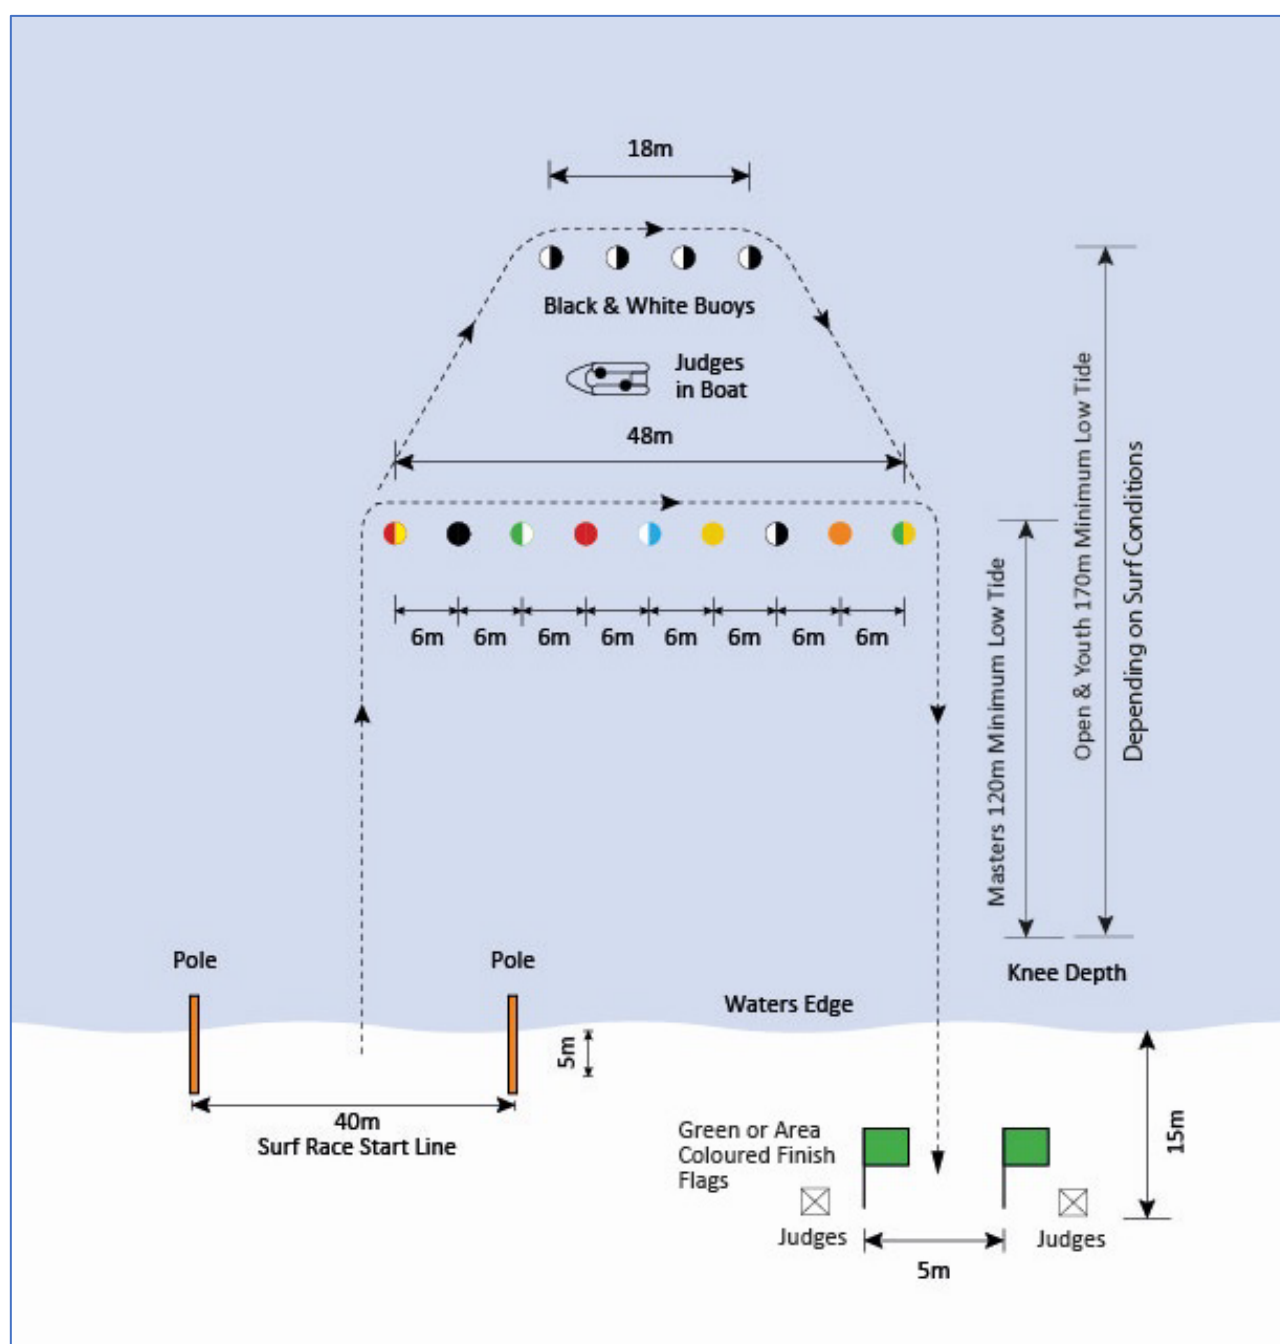 18m
Black & White Buoys
Judges
in Boat
48m
6m 6m 6m 6m 6m 6m 6m 6m
Masters 120m Minimum Low Tide
Open & Youth 170m Minimum Low Tide
Depending on Surf Conditions
Knee Depth
Pole
Pole
Waters Edge
5m
40m
Surf Race Start Line
Green or Area
Coloured Finish
Flags
15m
Judges
Judges
5m